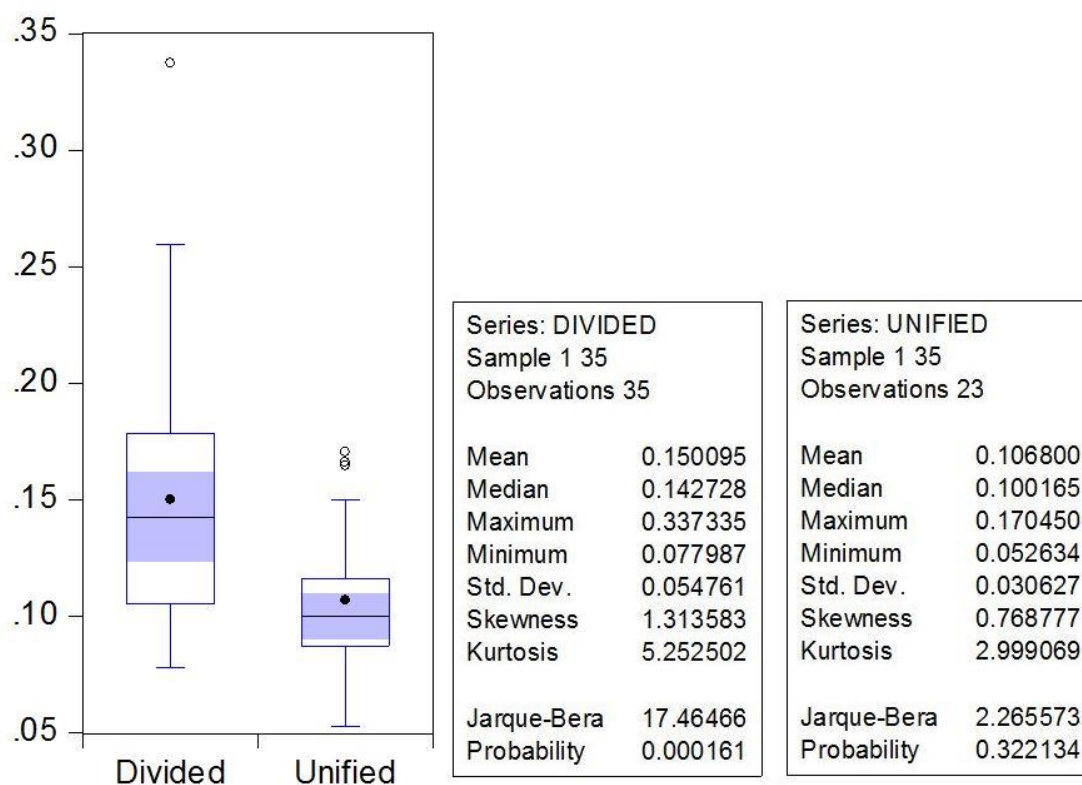 .35
.30
.25
.20
.15
.10
.05
Divided Unified
Series: DIVIDED
Sample 1 35
Observations 35
Mean 0.150095
Median 0.142728
Maximum 0.337335
Minimum 0.077987
Std. Dev. 0.054761
Skewness 1.313583
Kurtosis 5.252502
Jarque-Bera 17.46466
Probability 0.000161
Series: UNIFIED
Sample 1 35
Observations 23
Mean 0.106800
Median 0.100165
Maximum 0.170450
Minimum 0.052634
Std. Dev. 0.030627
Skewness 0.768777
Kurtosis 2.999069
Jarque-Bera 2.265573
Probability 0.322134